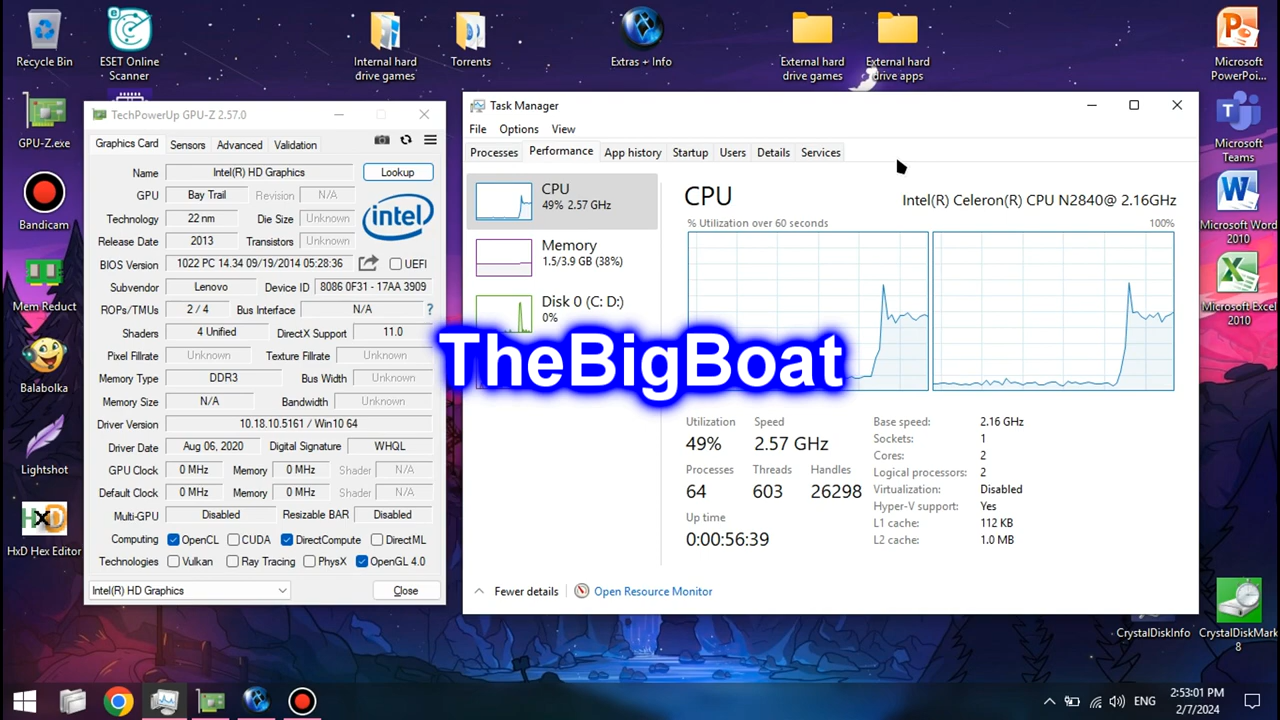 Recycle Bin
ESET Online
Scanner
Internal hard
drive games
Torrents
Extras + Info
External hard
drive games
External hard
drive apps
Microsoft
PowerPoi...
GPU-Z.exe
Bandicam
Mem Reduct
Balabolka
Lightshot
HxD
HxD Hex Editor
Microsoft
Teams
Microsoft Word
2010
Microsoft Excel
2010
CrystalDiskInfo
CrystalDiskMark
8
TechPowerUp GPU-Z 2.57.0
Graphics Card Sensors Advanced Validation
Name Intel(R) HD Graphics Lookup
GPU Bay Trail Revision N/A
intel
Technology 22 nm Die Size Unknown
Release Date 2013 Transistors Unknown
BIOS Version 1022 PC 14.34 09/19/2014 05:28:36 UEFI
Subvendor Lenovo Device ID 8086 0F31 - 17AA 3909
ROPs/TMUs 2 / 4 Bus Interface N/A ?
Shaders 4 Unified DirectX Support 11.0
Pixel Fillrate Unknown Texture Fillrate Unknown
Memory Type DDR3 Bus Width Unknown
Memory Size N/A Bandwidth Unknown
Driver Version 10.18.10.5161 / Win10 64
Driver Date Aug 06, 2020 Digital Signature WHQL
GPU Clock 0 MHz Memory 0 MHz Shader N/A
Default Clock 0 MHz Memory 0 MHz Shader N/A
Multi-GPU Disabled Resizable BAR Disabled
Computing OpenCL CUDA DirectCompute DirectML
Technologies Vulkan Ray Tracing PhysX OpenGL 4.0
Intel(R) HD Graphics Close
Task Manager
File Options View
Processes Performance App history Startup Users Details Services
CPU
49% 2.57 GHz
Memory
1.5/3.9 GB (38%)
Disk 0 (C: D:)
0%
CPU Intel(R) Celeron(R) CPU N2840@ 2.16GHz
% Utilization over 60 seconds 100%
TheBigBoat
Utilization Speed
49% 2.57 GHz
Processes Threads Handles
64 603 26298
Up time
0:00:56:39
Base speed: 2.16 GHz
Sockets: 1
Cores: 2
Logical processors: 2
Virtualization: Disabled
Hyper-V support: Yes
L1 cache: 112 KB
L2 cache: 1.0 MB
Fewer details Open Resource Monitor
ENG
2:53:01 PM
2/7/2024